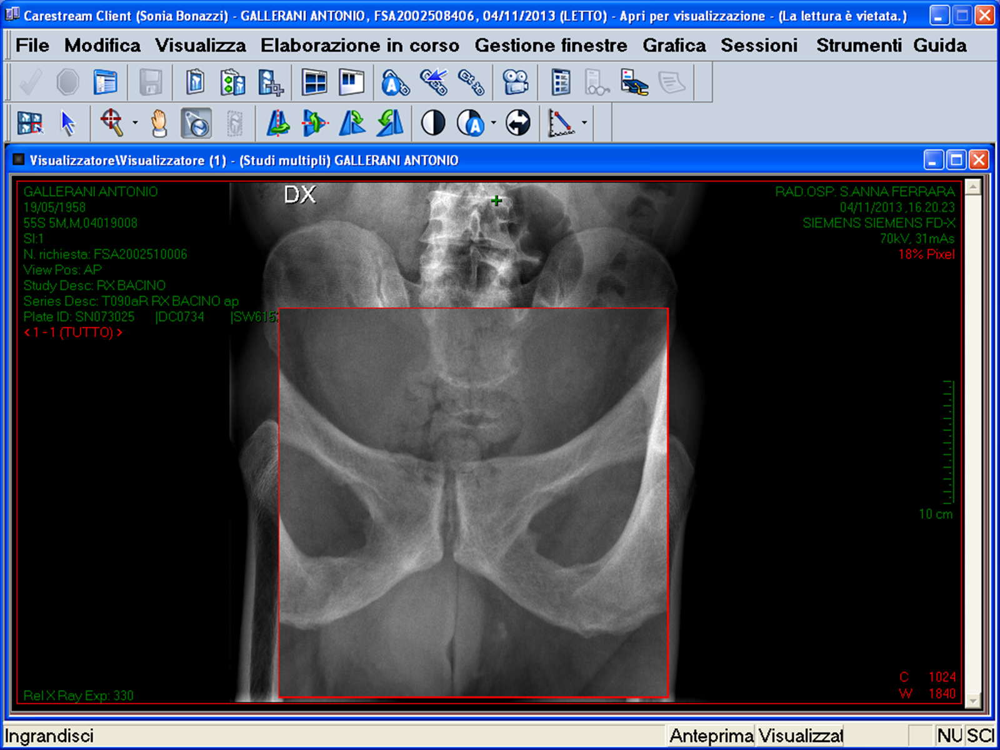 Carestream Client (Sonia Bonazzi) - GALLERANI ANTONIO, FSA2002508406, 04/11/2013 (LETTO) - Apri per visualizzazione - (La lettura è vietata.)
File Modifica Visualizza Elaborazione in corso Gestione finestre Grafica Sessioni Strumenti Guida
Visualizzatore\Visualizzatore (1) - (Studi multipli) GALLERANI ANTONIO
GALLERANI ANTONIO
19/05/1958
55S 5M,M,04019008
SI:1
N. richiesta: FSA2002510006
View Pos: AP
Study Desc: RX BACINO
Series Desc: T090aR RX BACINO ap
Plate ID: SN073025 |DC0734 |SW615
< 1 - 1 (TUTTO) >
DX
RAD.OSP. S.ANNA FERRARA
04/11/2013 ,16.20.23
SIEMENS SIEMENS FD-X
70kV, 31mAs
18% Pixel
10 cm
C 1024
W 1840
Rel X Ray Exp: 330
Ingrandisci Anteprima Visualizzat NU SCI